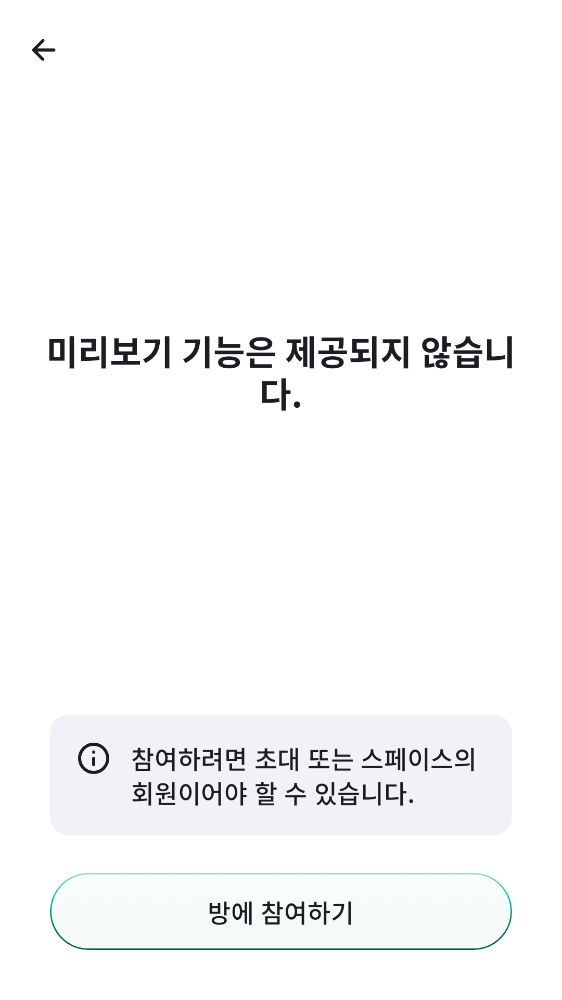 미리보기 기능은 제공되지 않습니
다.
참여하려면 초대 또는 스페이스의
회원이어야 할 수 있습니다.
방에 참여하기